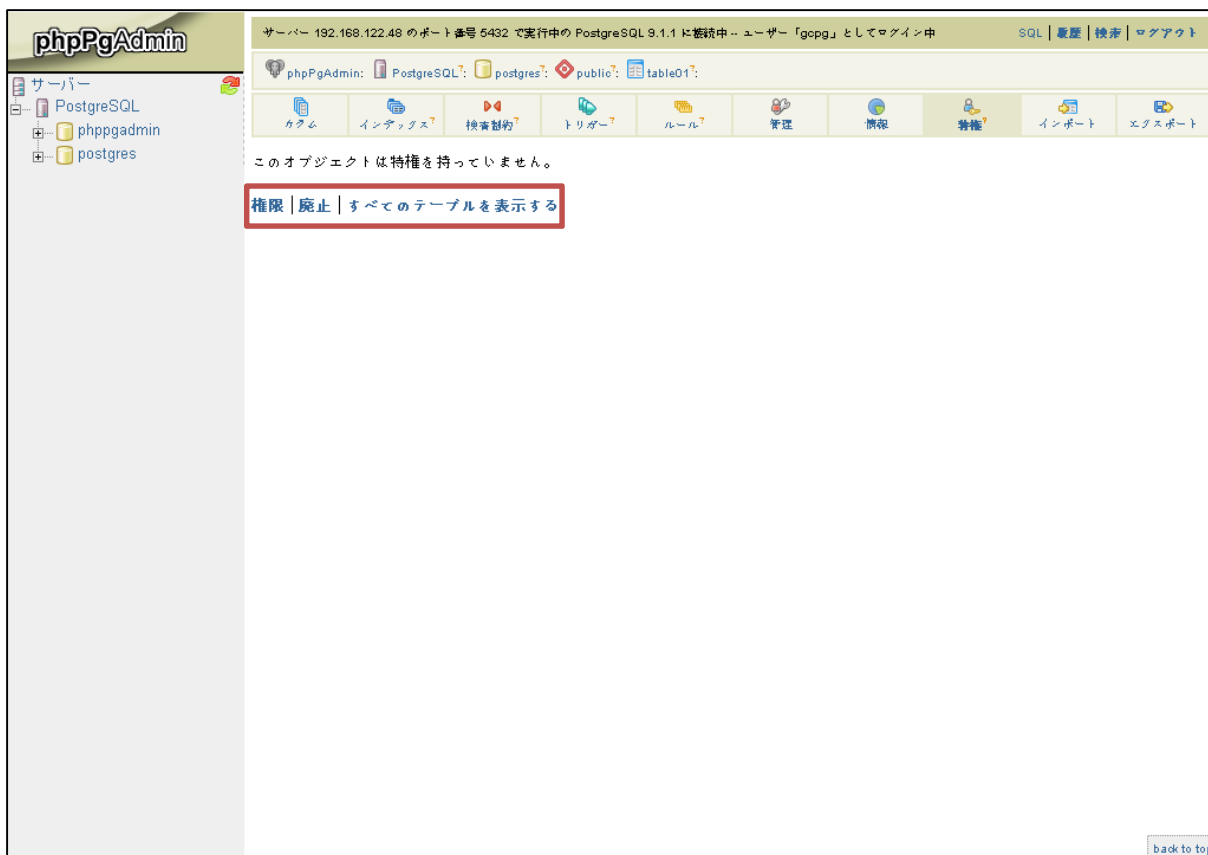 phpPgAdmin
サーバー
PostgreSQL
phppgadmin
postgres
サーバー 192.168.122.48 のポート番号 5432 で実行中の PostgreSQL 9.1.1 に接続中 -- ユーザー「gopg」としてログイン中
SQL | 履歴 | 検索 | ログアウト
phpPgAdmin: PostgreSQL?: postgres?: public?: table01?:
カラム インデックス? 検査制約? トリガー? ルール? 管理 情報 特権? インポート エクスポート
このオブジェクトは特権を持っていません。
権限 | 廃止 | すべてのテーブルを表示する
back to top